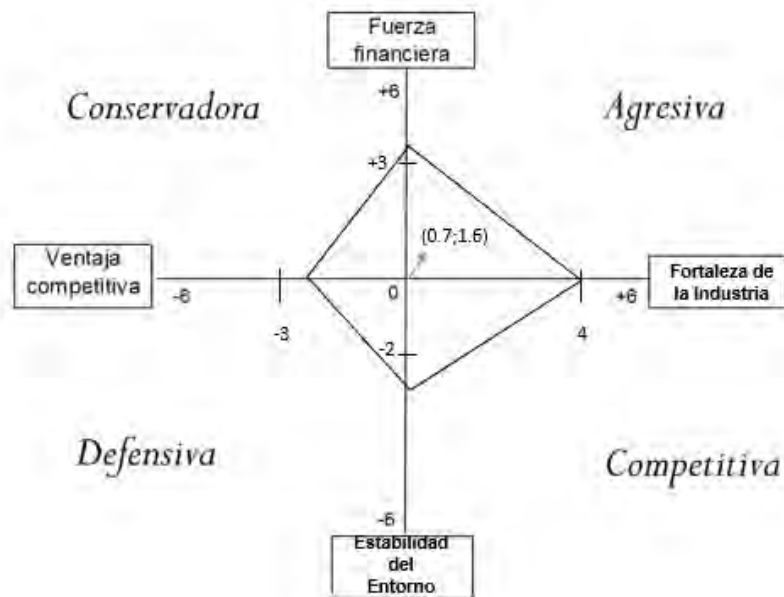 Fuerza
financiera
+6
Conservadora
Agresiva
+3
(0.7;1.6)
Ventaja
competitiva
-6
0
+6
Fortaleza de
la Industria
-3
-2
4
Defensiva
Competitiva
-6
Estabilidad
del
Entorno